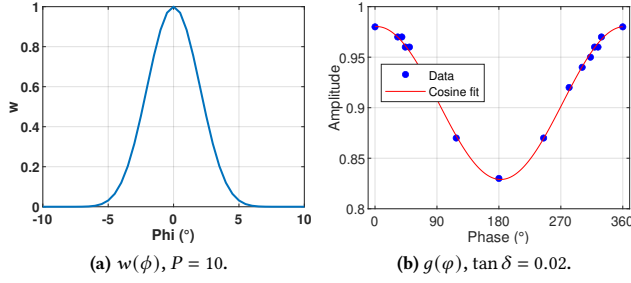 1
0.8
0.6
0.4
0.2
0
w
-10
-5
0
5
10
Phi (°)
(a) w(ϕ), P = 10.
1
0.95
0.9
0.85
0.8
Amplitude
Data
Cosine fit
0
90
180
270
360
Phase (°)
(b) g(φ), tan δ = 0.02.